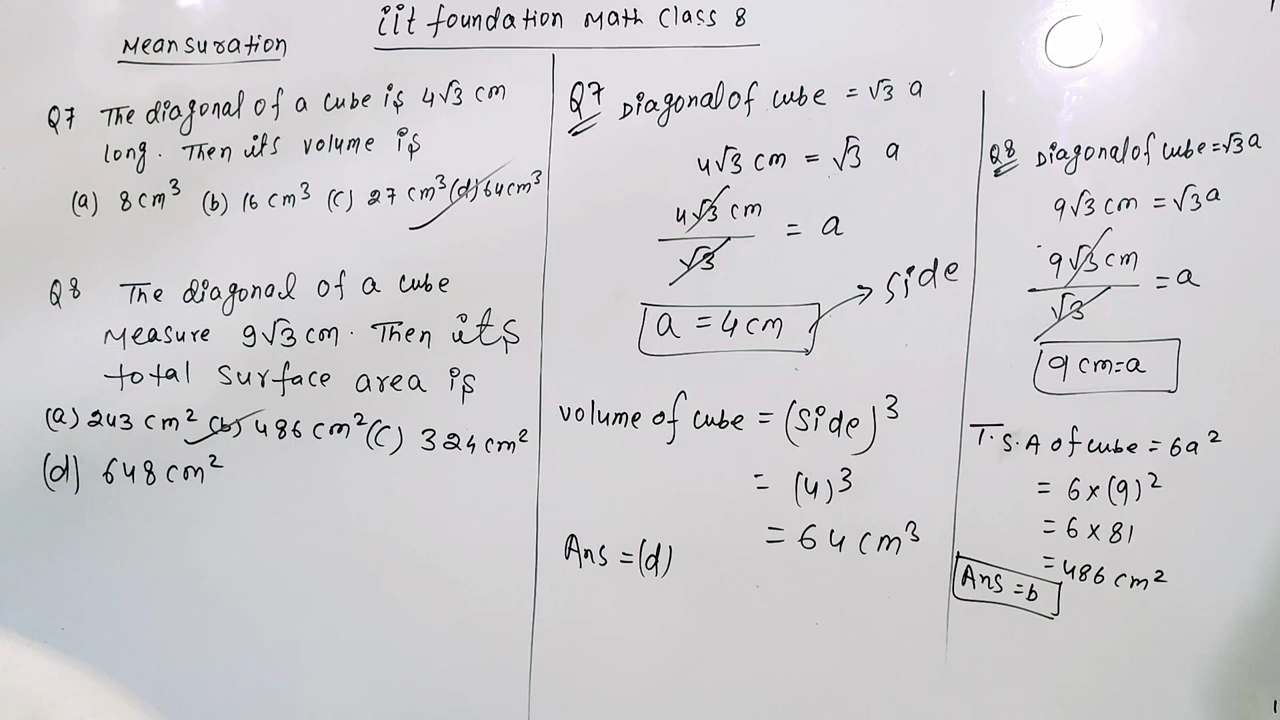 iit foundation Math Class 8
Meansuration
Q7 The diagonal of a cube is 4√3 cm
long. Then its volume is
(a) 8 cm³ (b) 16 cm³ (c) 27 cm³ (d) 64 cm³
Q8 The diagonal of a cube
Measure 9√3 cm. Then its
total surface area is
(a) 243 cm² (b) 486 cm² (c) 324 cm²
(d) 648 cm²
Q7 Diagonal of cube = √3 a
4√3 cm = √3 a
4√3 cm
= a
√3
a = 4 cm → side
Volume of cube = (side)³
= (4)³
= 64 cm³
Ans = (d)
Q8 Diagonal of cube = √3a
9√3 cm = √3a
9√3 cm
= a
√3
9 cm = a
T.S.A of cube = 6a²
= 6 × (9)²
= 6 × 81
= 486 cm²
Ans = b